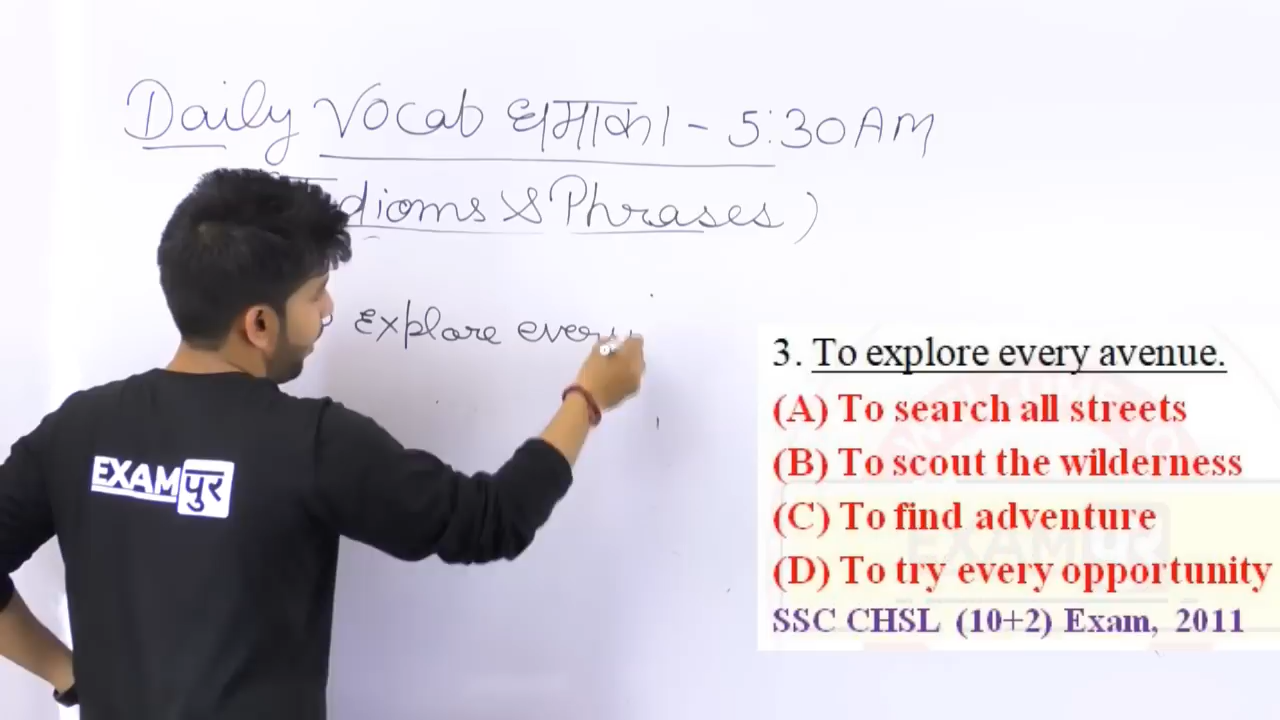 Daily Vocab धमाका - 5:30AM
dioms & Phrases)
Explore every
EXAMपुर
3. To explore every avenue.
(A) To search all streets
(B) To scout the wilderness
(C) To find adventure
(D) To try every opportunity
SSC CHSL (10+2) Exam, 2011